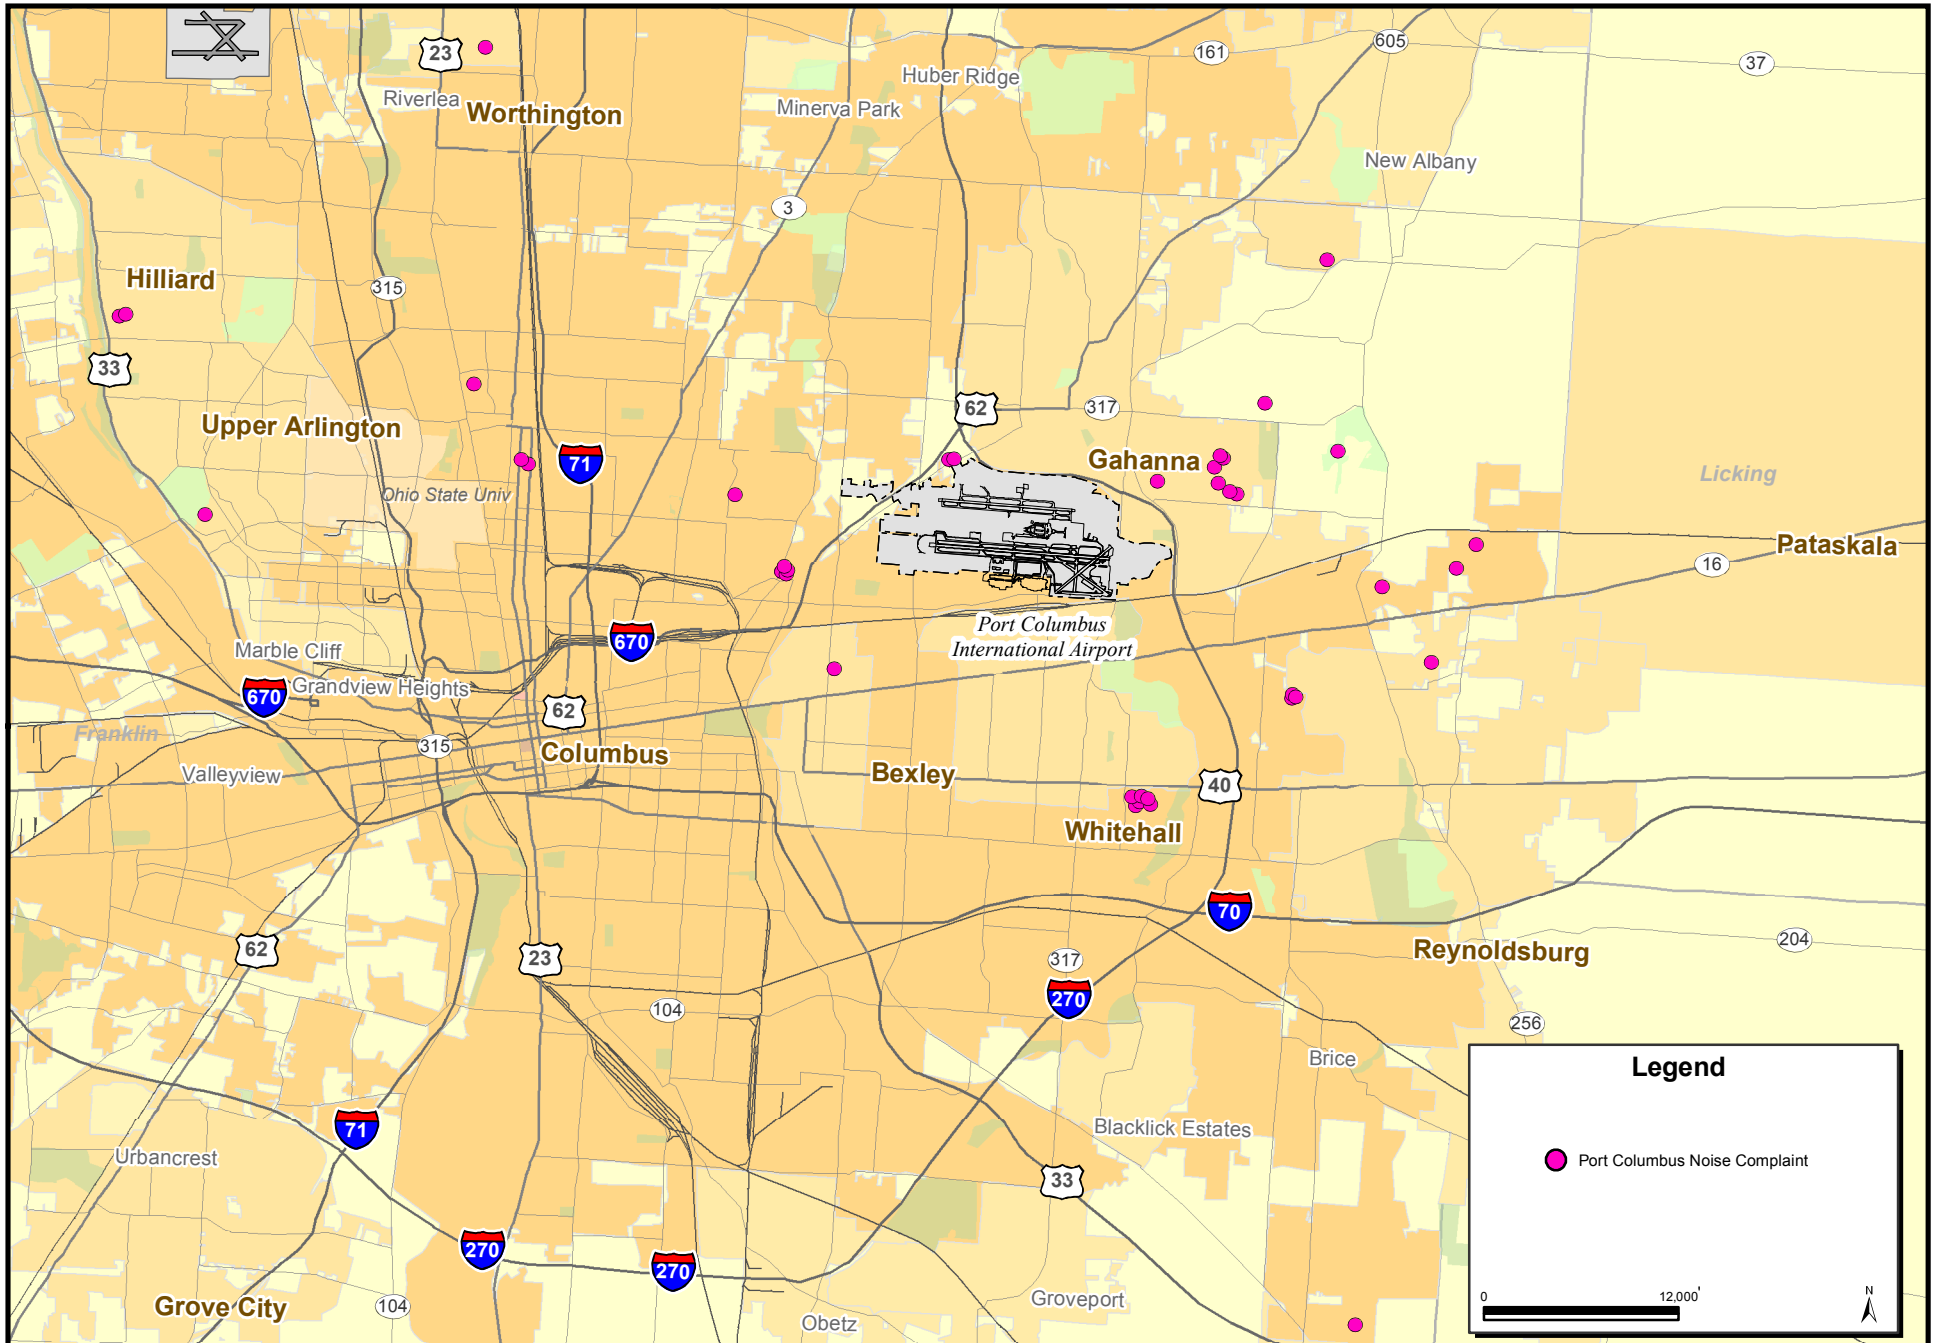 23
161
605
37
Huber Ridge
Riverlea
Worthington
Minerva Park
New Albany
3
Hilliard
315
33
62
317
Upper Arlington
71
Gahanna
Ohio State Univ
Licking
Pataskala
16
Port Columbus
International Airport
670
Marble Cliff
670
Grandview Heights
62
Franklin
315
Columbus
Valleyview
Bexley
40
Whitehall
70
62
23
317
Reynoldsburg
204
270
104
256
Brice
Legend
71
Blacklick Estates
Urbancrest
Port Columbus Noise Complaint
33
270
270
Grove City
104
Groveport
Obetz
0
12,000'
N